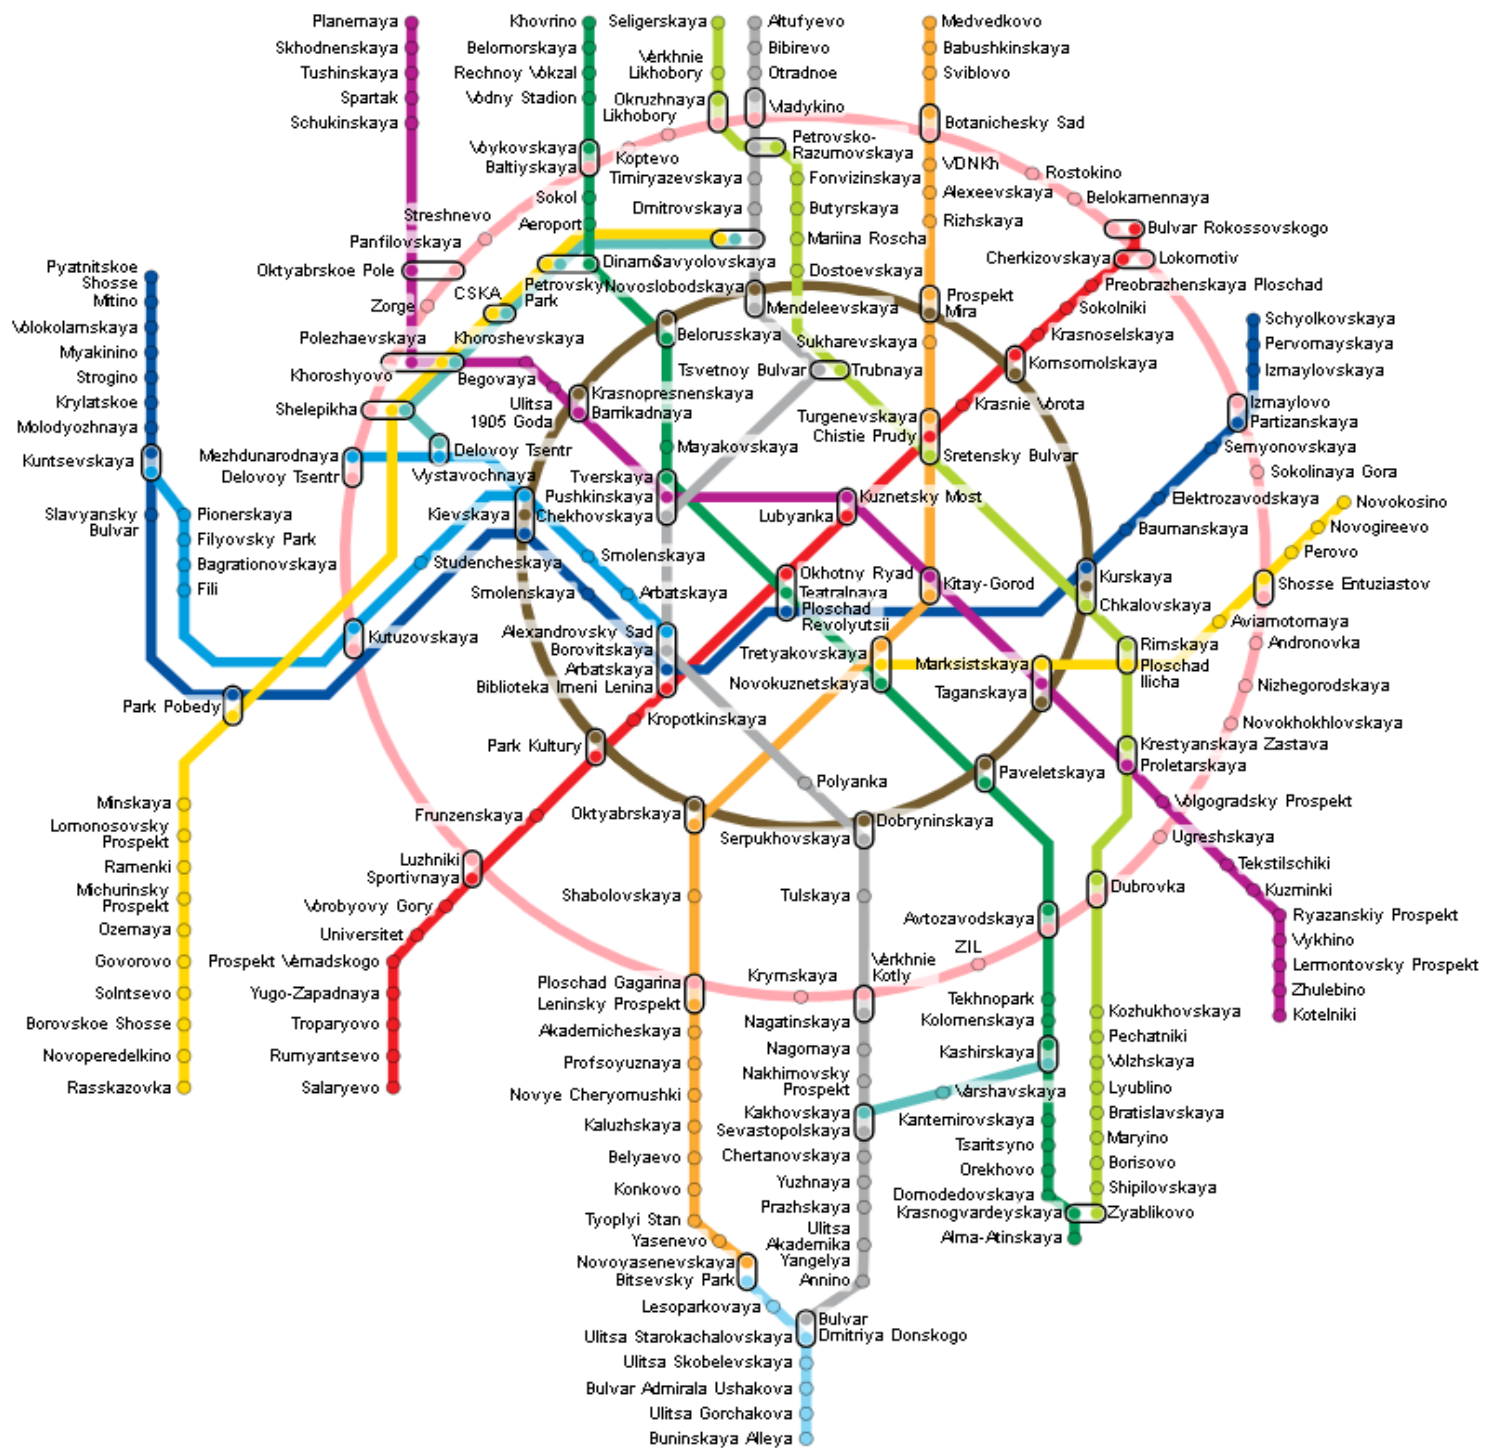 Planernaya
Skhodnenskaya
Tushinskaya
Spartak
Schukinskaya
Khovrino
Belomorskaya
Rechnoy Vokzal
Vodny Stadion
Voykovskaya
Baltiyskaya
Sokol
Aeroport
Seligerskaya
Verkhnie
Likhobory
Okruzhnaya
Likhobory
Koptevo
Altufyevo
Bibirevo
Otradnoe
Vladykino
Petrovsko-
Razumovskaya
Timiryazevskaya
Dmitrovskaya
Fonvizinskaya
Butyrskaya
Mariina Roscha
Dostoevskaya
Medvedkovo
Babushkinskaya
Sviblovo
Botanichesky Sad
VDNKh
Alexeevskaya
Rizhskaya
Rostokino
Belokamennaya
Bulvar Rokossovskogo
Cherkizovskaya
Lokomotiv
Preobrazhenskaya Ploschad
Sokolniki
Krasnoselskaya
Komsomolskaya
Krasnie Vorota
Streshnevo
Panfilovskaya
Oktyabrskoe Pole
Zorge
CSKA
Polezhaevskaya
Khoroshyovo
Khoroshevskaya
Shelepikha
Begovaya
Ulitsa
1905 Goda
Dinamo
Savyolovskaya
Petrovsky
Park
Novoslobodskaya
Mendeleevskaya
Belorusskaya
Prospekt
Mira
Sukharevskaya
Tsvetnoy Bulvar
Trubnaya
Krasnopresnenskaya
Barrikadnaya
Mayakovskaya
Turgenevskaya
Chistie Prudy
Sretensky Bulvar
Pyatnitskoe
Shosse
Mitino
Volokolamskaya
Myakinino
Strogino
Krylatskoe
Molodyozhnaya
Kuntsevskaya
Slavyansky
Bulvar
Pionerskaya
Filyovsky Park
Bagrationovskaya
Fili
Mezhdunarodnaya
Delovoy Tsentr
Delovoy Tsentr
Vystavochnaya
Kievskaya
Studencheskaya
Kutuzovskaya
Tverskaya
Pushkinskaya
Chekhovskaya
Kuznetsky Most
Lubyanka
Smolenskaya
Smolenskaya
Arbatskaya
Okhotny Ryad
Teatralnaya
Ploschad
Revolyutsii
Kitay-Gorod
Alexandrovsky Sad
Borovitskaya
Arbatskaya
Biblioteka Imeni Lenina
Tretyakovskaya
Novokuznetskaya
Marksistskaya
Taganskaya
Schyolkovskaya
Pervomayskaya
Izmaylovskaya
Izmaylovo
Partizanskaya
Semyonovskaya
Sokolinaya Gora
Elektrozavodskaya
Baumanskaya
Kurskaya
Chkalovskaya
Novokosino
Novogireevo
Perovo
Shosse Entuziastov
Aviamotornaya
Andronovka
Rimskaya
Ploschad
Ilicha
Nizhegorodskaya
Novokhokhlovskaya
Krestyanskaya Zastava
Proletarskaya
Volgogradsky Prospekt
Ugreshskaya
Tekstilschiki
Kuzminki
Ryazanskiy Prospekt
Vykhino
Lermontovsky Prospekt
Zhulebino
Kotelniki
Park Pobedy
Minskaya
Lomonosovsky
Prospekt
Ramenki
Michurinsky
Prospekt
Ozernaya
Govorovo
Solntsevo
Borovskoe Shosse
Novoperedelkino
Rasskazovka
Kropotkinskaya
Park Kultury
Frunzenskaya
Luzhniki
Sportivnaya
Vorobyovy Gory
Universitet
Prospekt Vernadskogo
Yugo-Zapadnaya
Troparyovo
Rumyantsevo
Salaryevo
Polyanka
Oktyabrskaya
Serpukhovskaya
Dobryninskaya
Paveletskaya
Shabolovskaya
Tulskaya
Ploschad Gagarina
Leninsky Prospekt
Krymskaya
Verkhnie
Kotly
ZIL
Avtozavodskaya
Dubrovka
Akademicheskaya
Profsoyuznaya
Novye Cheryomushki
Kaluzhskaya
Belyaevo
Konkovo
Tyoplyi Stan
Yasenevo
Novoyasenevskaya
Bitsevsky Park
Lesoparkovaya
Ulitsa Starokachalovskaya
Bulvar
Dmitriya Donskogo
Ulitsa Skobelevskaya
Bulvar Admirala Ushakova
Ulitsa Gorchakova
Buninskaya Alleya
Nagatinskaya
Nagornaya
Nakhimovsky
Prospekt
Kakhovskaya
Sevastopolskaya
Chertanovskaya
Yuzhnaya
Prazhskaya
Ulitsa
Akademika
Yangelya
Annino
Tekhnopark
Kolomenskaya
Kashirskaya
Varshavskaya
Kantemirovskaya
Tsaritsyno
Orekhovo
Domodedovskaya
Krasnogvardeyskaya
Alma-Atinskaya
Kozhukhovskaya
Pechatniki
Volzhskaya
Lyublino
Bratislavskaya
Maryino
Borisovo
Shipilovskaya
Zyablikovo